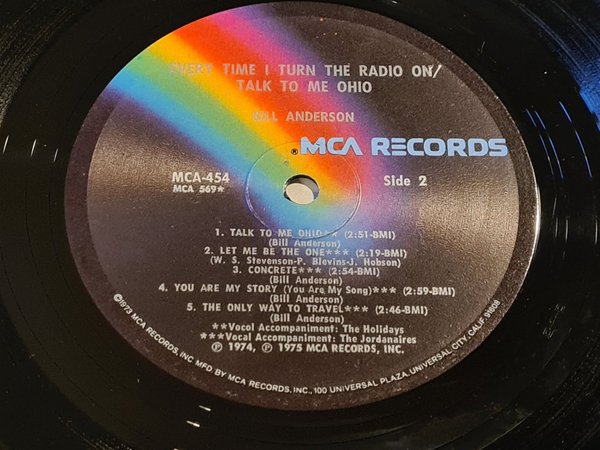 EVERY TIME I TURN THE RADIO ON/
TALK TO ME OHIO
BILL ANDERSON
® MCA RECORDS
MCA-454
MCA 569*
Side 2
1. TALK TO ME OHIO** (2:51-BMI)
(Bill Anderson)
2. LET ME BE THE ONE*** (2:19-BMI)
(W. S. Stevenson-P. Blevins-J. Hobson)
3. CONCRETE*** (2:54-BMI)
(Bill Anderson)
4. YOU ARE MY STORY (You Are My Song)*** (2:59-BMI)
(Bill Anderson)
5. THE ONLY WAY TO TRAVEL*** (2:46-BMI)
(Bill Anderson)
**Vocal Accompaniment: The Holidays
***Vocal Accompaniment: The Jordanaires
℗ 1974, ℗ 1975 MCA RECORDS, INC.
©1973 MCA RECORDS, INC MFD BY MCA RECORDS, INC., 100 UNIVERSAL PLAZA, UNIVERSAL CITY, CALIF. 91608